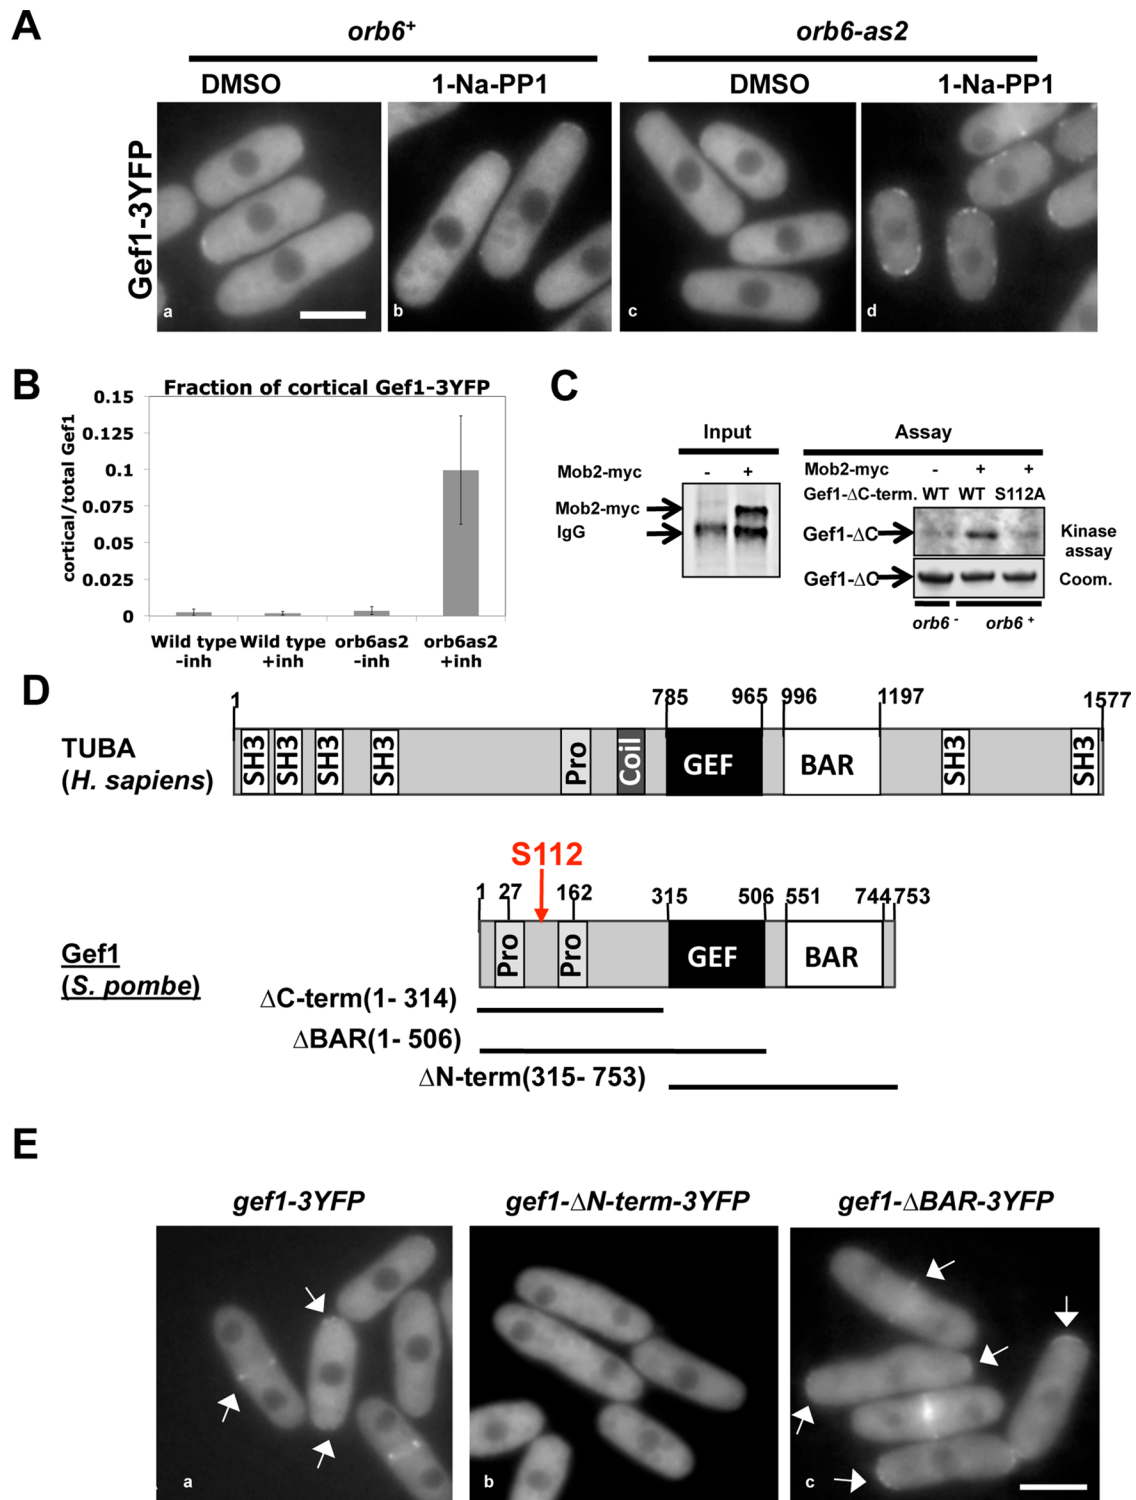 A
orb6+
orb6-as2
DMSO
1-Na-PP1
DMSO
1-Na-PP1
Gef1-3YFP
a
b
c
d
B
Fraction of cortical Gef1-3YFP
cortical/total Gef1
0.15
0.125
0.1
0.075
0.05
0.025
0
Wild type -inh
Wild type +inh
orb6as2 -inh
orb6as2 +inh
C
Input
Assay
Mob2-myc - +
Mob2-myc
IgG
Mob2-myc - + +
Gef1-ΔC-term. WT WT S112A
Gef1-ΔC
Kinase assay
Gef1-ΔC
Coom.
orb6 -
orb6 +
D
1 785 965 996 1197 1577
TUBA
(H. sapiens)
SH3 SH3 SH3 SH3 Pro Coil GEF BAR SH3 SH3
S112
1 27 162 315 506 551 744 753
Gef1
(S. pombe)
Pro Pro GEF BAR
ΔC-term(1- 314)
ΔBAR(1- 506)
ΔN-term(315- 753)
E
gef1-3YFP
gef1-ΔN-term-3YFP
gef1-ΔBAR-3YFP
a
b
c